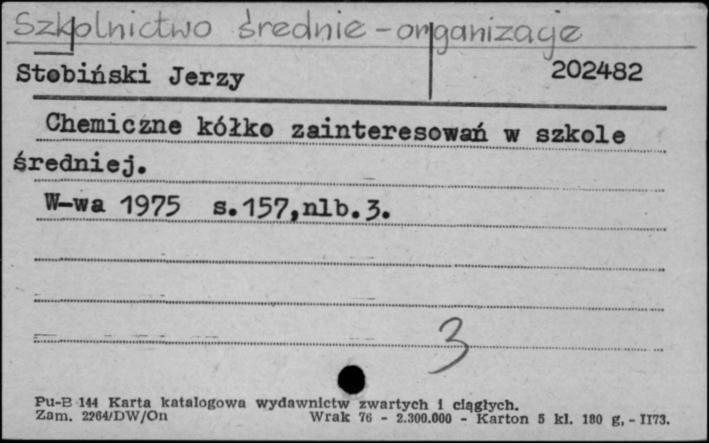 Szkolnictwo średnie - organizacje
Stobiński Jerzy 202482
Chemiczne kółko zainteresowań w szkole
średniej.
W-wa 1975 s.157,nlb.3.
3
Pu-B 144 Karta katalogowa wydawnictw zwartych i ciągłych.
Zam. 2264/DW/On Wrak 76 - 2.300.000 - Karton 5 kl. 180 g, - II73.